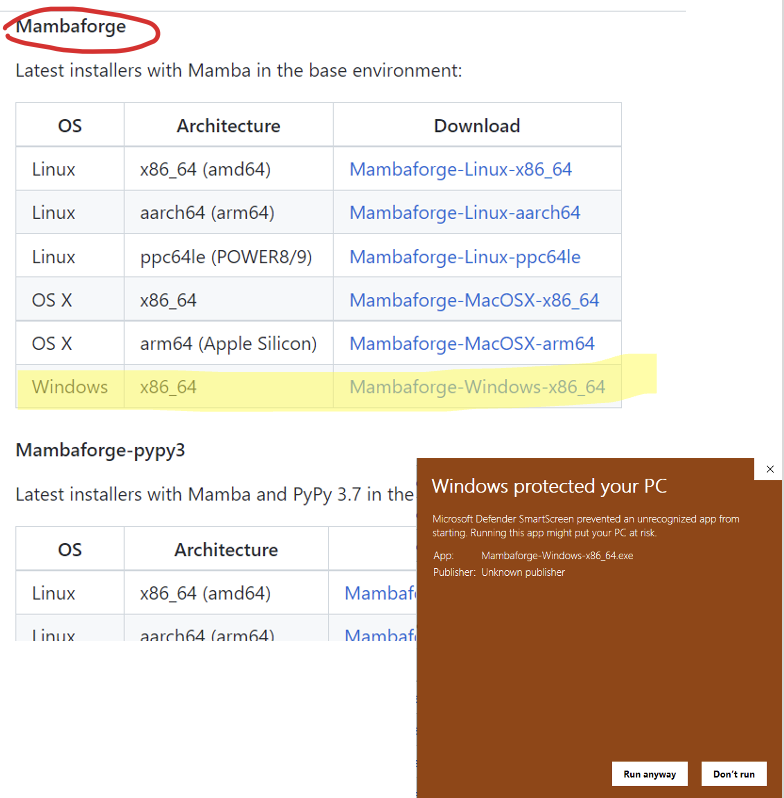 Mambaforge
Latest installers with Mamba in the base environment:
OS Architecture Download
Linux x86_64 (amd64) Mambaforge-Linux-x86_64
Linux aarch64 (arm64) Mambaforge-Linux-aarch64
Linux ppc64le (POWER8/9) Mambaforge-Linux-ppc64le
OS X x86_64 Mambaforge-MacOSX-x86_64
OS X arm64 (Apple Silicon) Mambaforge-MacOSX-arm64
Windows x86_64 Mambaforge-Windows-x86_64
Mambaforge-pypy3
Latest installers with Mamba and PyPy 3.7 in the
OS Architecture
Linux x86_64 (amd64) Mambaf
Linux aarch64 (arm64) Mambaf
Windows protected your PC
Microsoft Defender SmartScreen prevented an unrecognized app from
starting. Running this app might put your PC at risk.
App: Mambaforge-Windows-x86_64.exe
Publisher: Unknown publisher
Run anyway Don't run